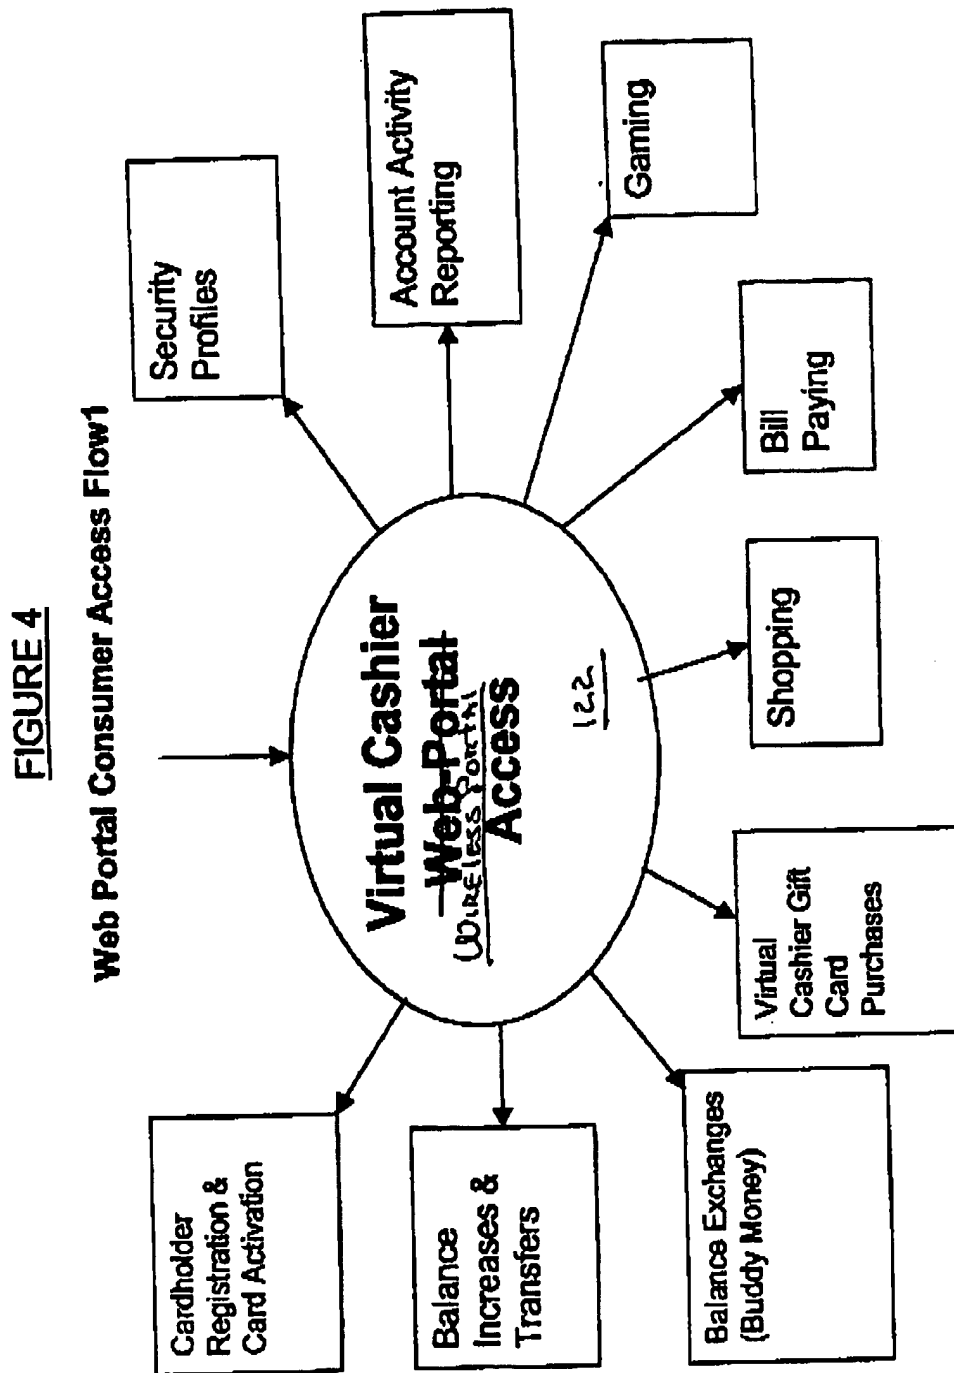 FIGURE 4
Web Portal Consumer Access Flow1
Cardholder
Registration &
Card Activation
Security
Profiles
Balance
Increases &
Transfers
Account Activity
Reporting
Virtual Cashier
Web-Portal
Wireless Portal
Access
122
Balance Exchanges
(Buddy Money)
Virtual
Cashier Gift
Card
Purchases
Shopping
Bill
Paying
Gaming